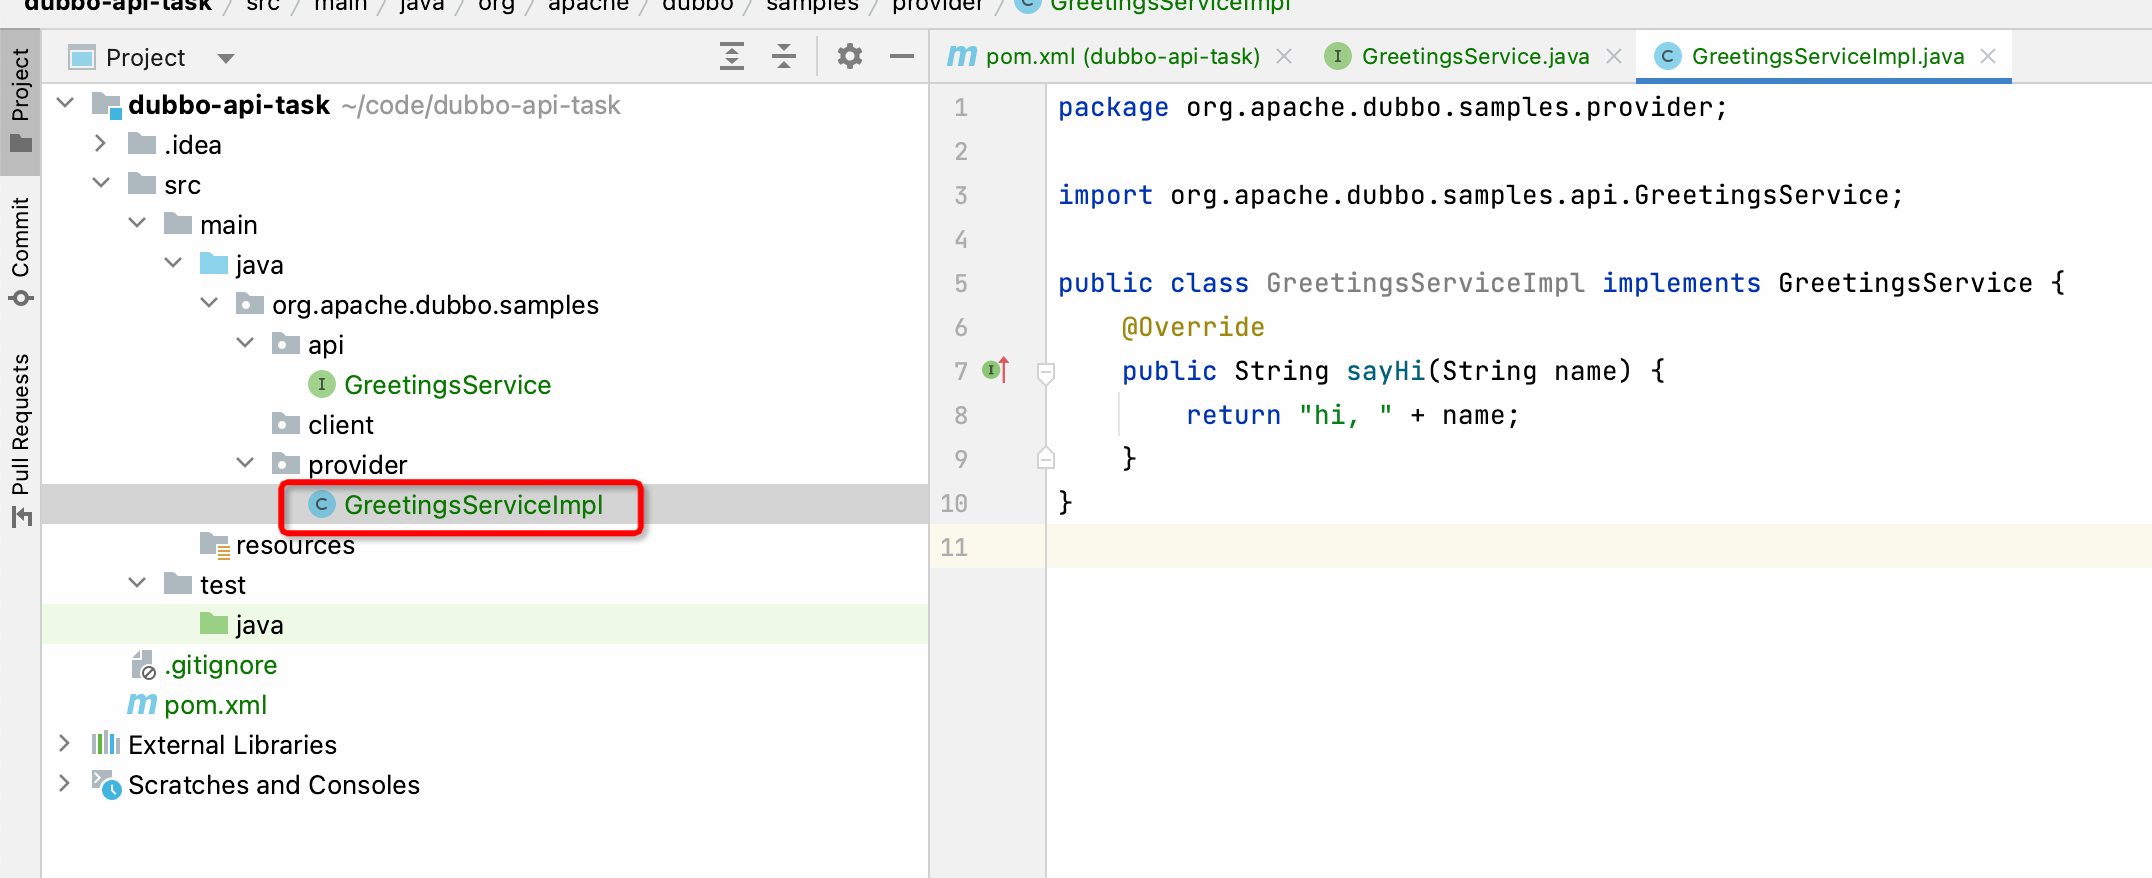 dubbo-api-task / src / main / java / org / apache / dubbo / samples / provider / GreetingsServiceImpl
Project
Commit
Pull Requests
Project
dubbo-api-task ~/code/dubbo-api-task
.idea
src
main
java
org.apache.dubbo.samples
api
I GreetingsService
client
provider
C GreetingsServiceImpl
resources
test
java
.gitignore
m pom.xml
External Libraries
Scratches and Consoles
m pom.xml (dubbo-api-task) I GreetingsService.java C GreetingsServiceImpl.java
1 package org.apache.dubbo.samples.provider;
2
3 import org.apache.dubbo.samples.api.GreetingsService;
4
5 public class GreetingsServiceImpl implements GreetingsService {
6 @Override
7 public String sayHi(String name) {
8 return "hi, " + name;
9 }
10 }
11